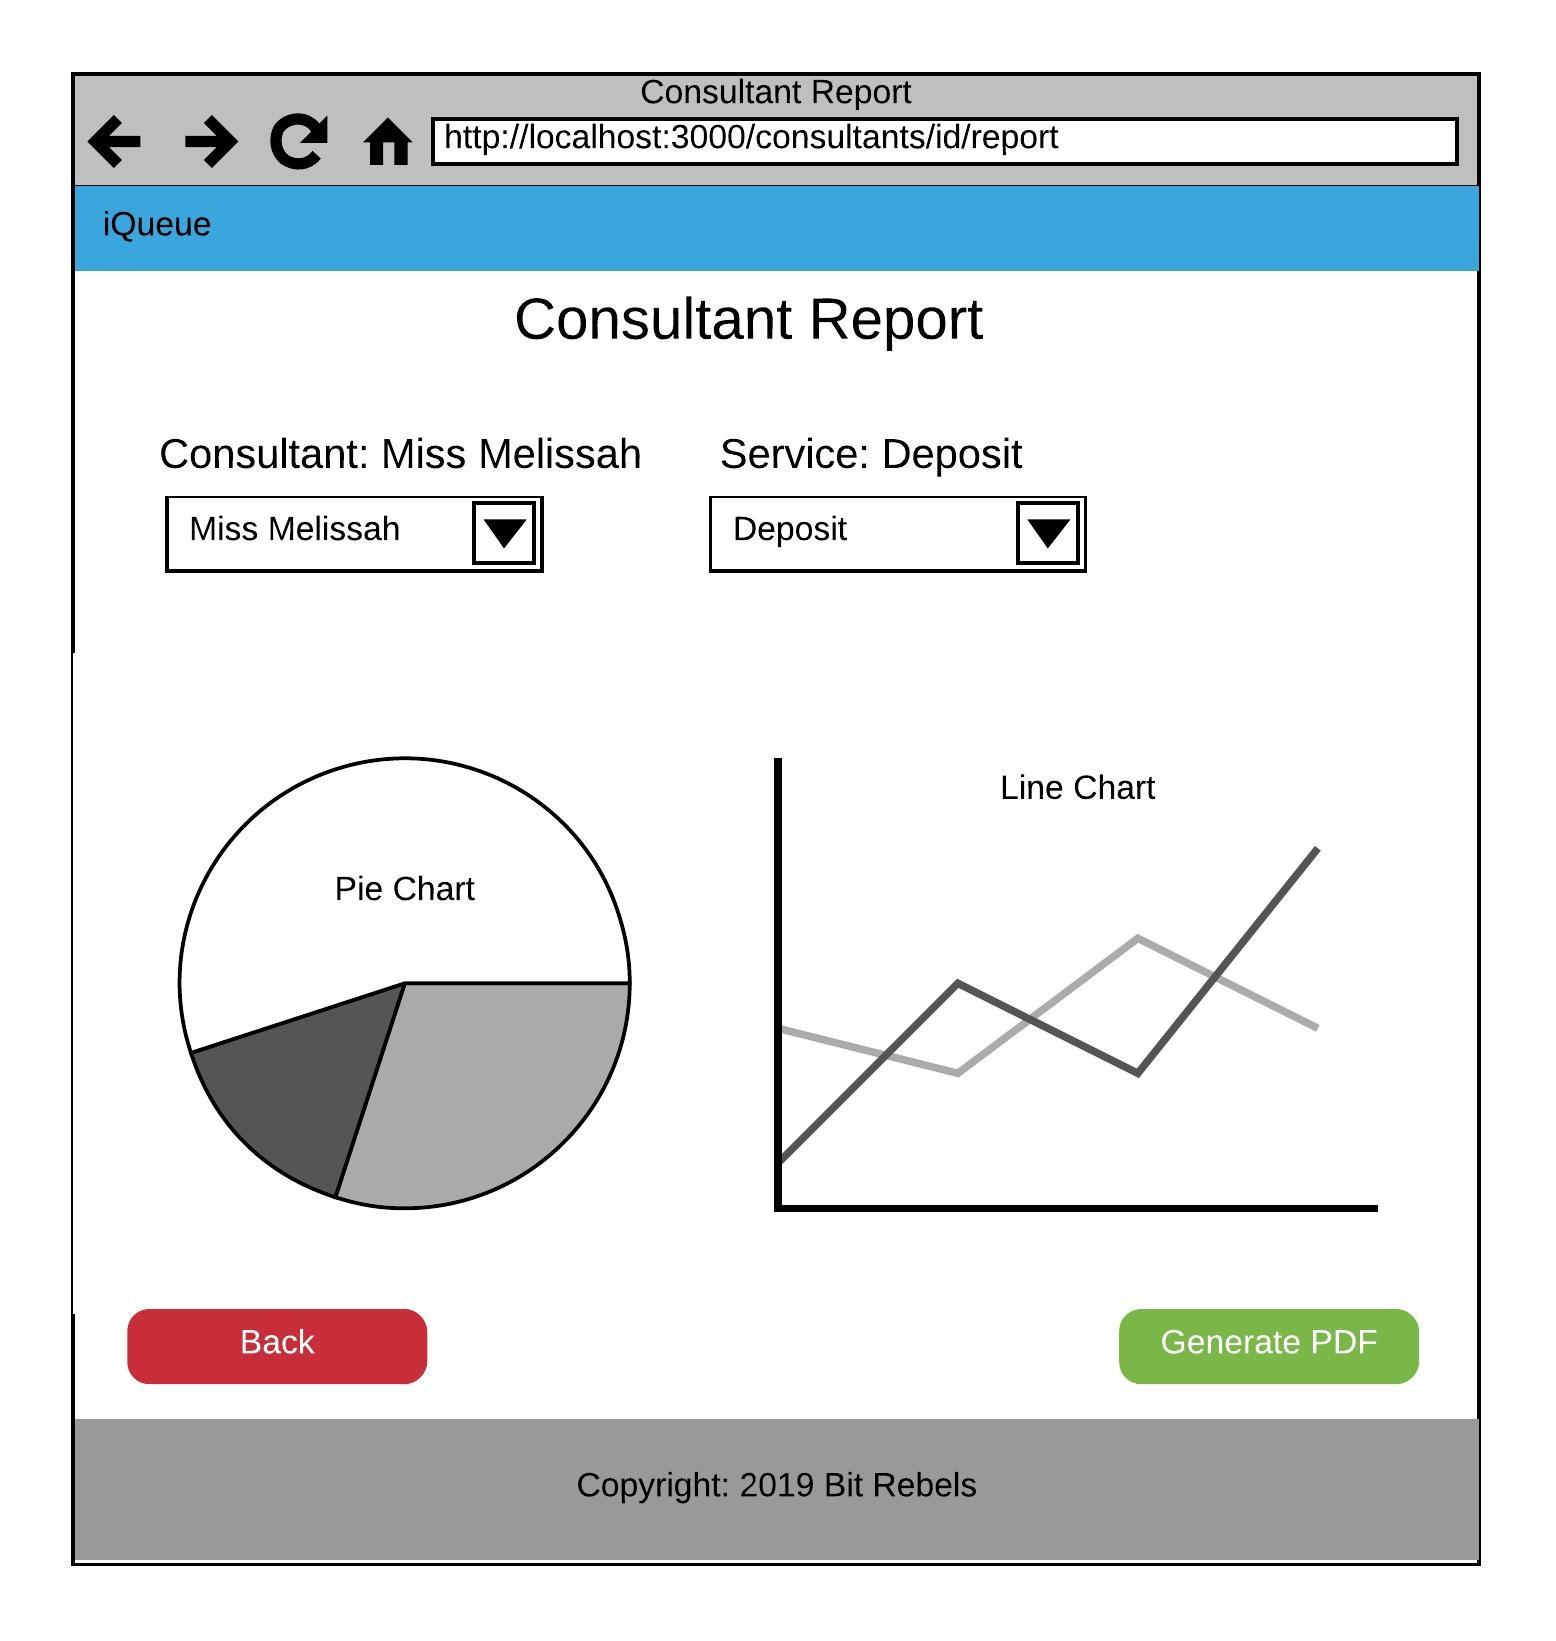 Consultant Report
http://localhost:3000/consultants/id/report
iQueue
Consultant Report
Consultant: Miss Melissah
Service: Deposit
Miss Melissah
Deposit
Pie Chart
Line Chart
Back
Generate PDF
Copyright: 2019 Bit Rebels